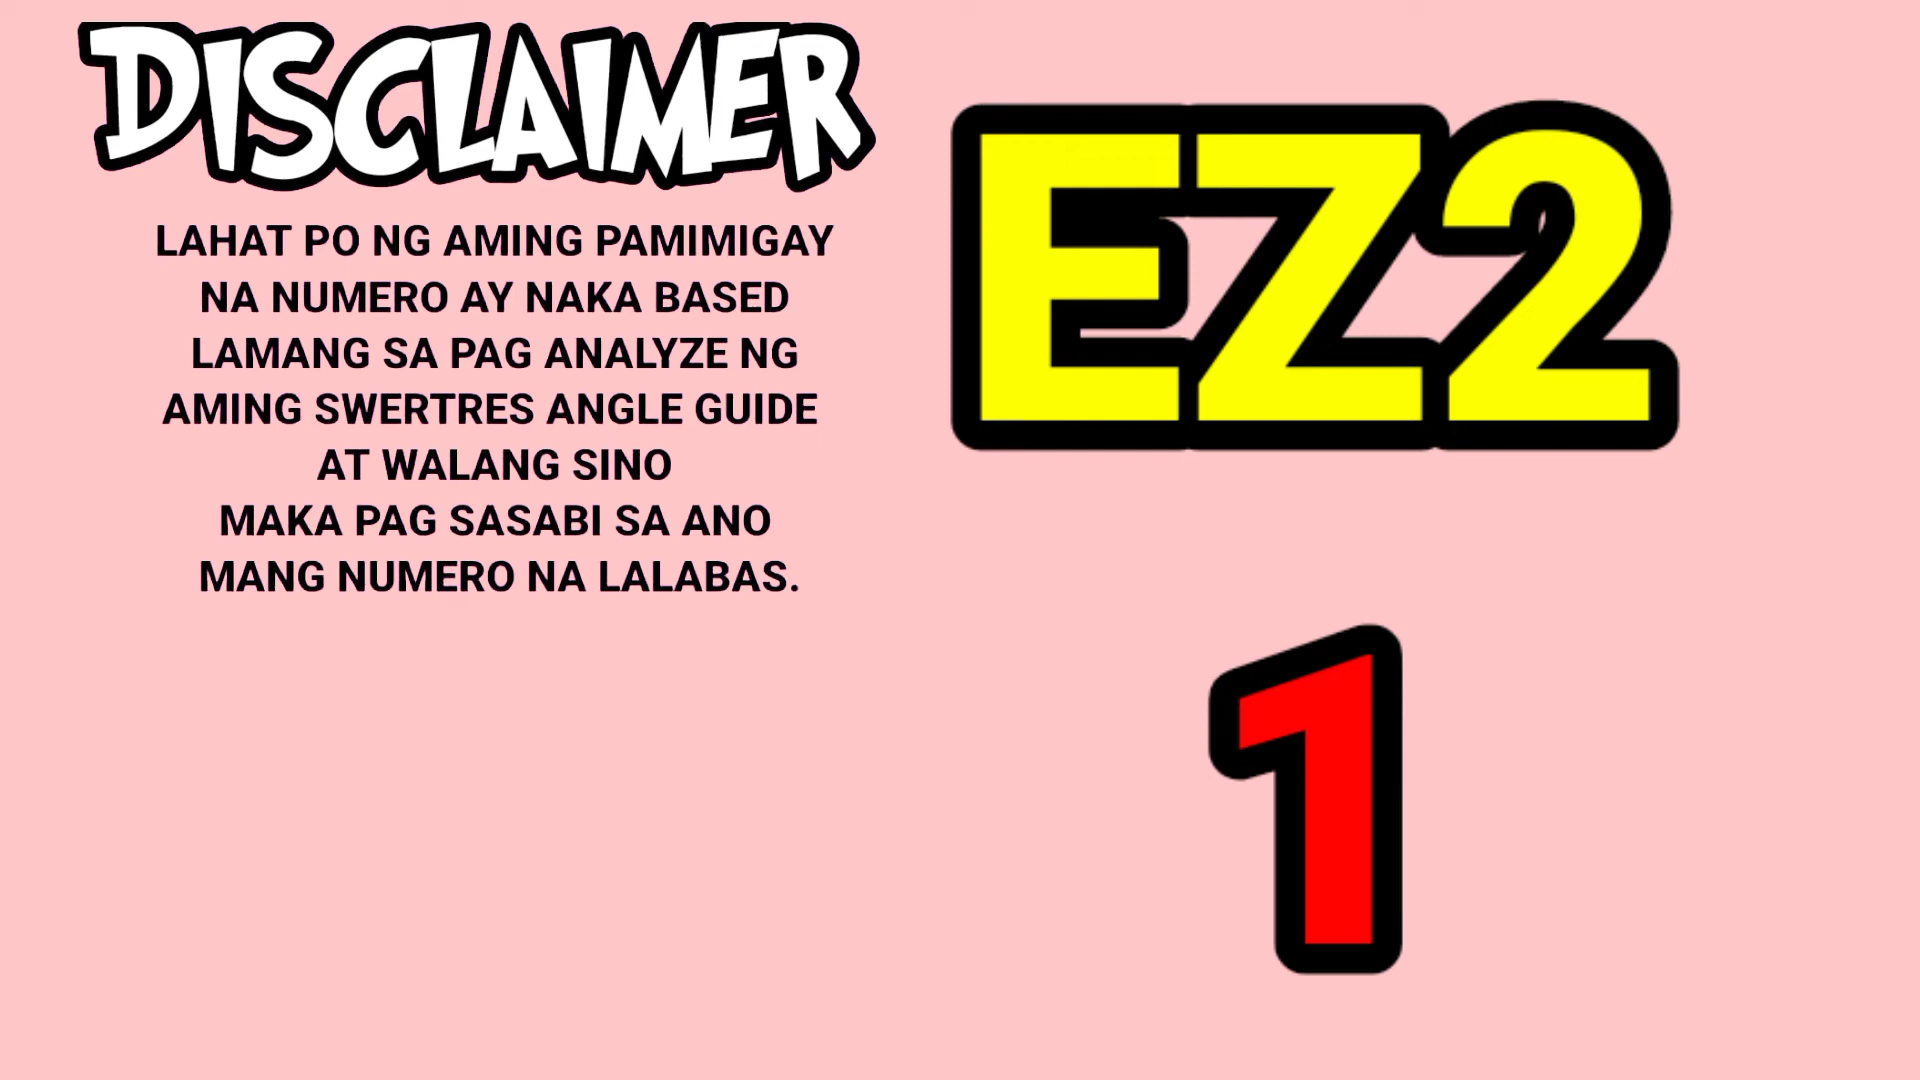 DISCLAIMER
LAHAT PO NG AMING PAMIMIGAY
NA NUMERO AY NAKA BASED
LAMANG SA PAG ANALYZE NG
AMING SWERTRES ANGLE GUIDE
AT WALANG SINO
MAKA PAG SASABI SA ANO
MANG NUMERO NA LALABAS.
EZ2
1